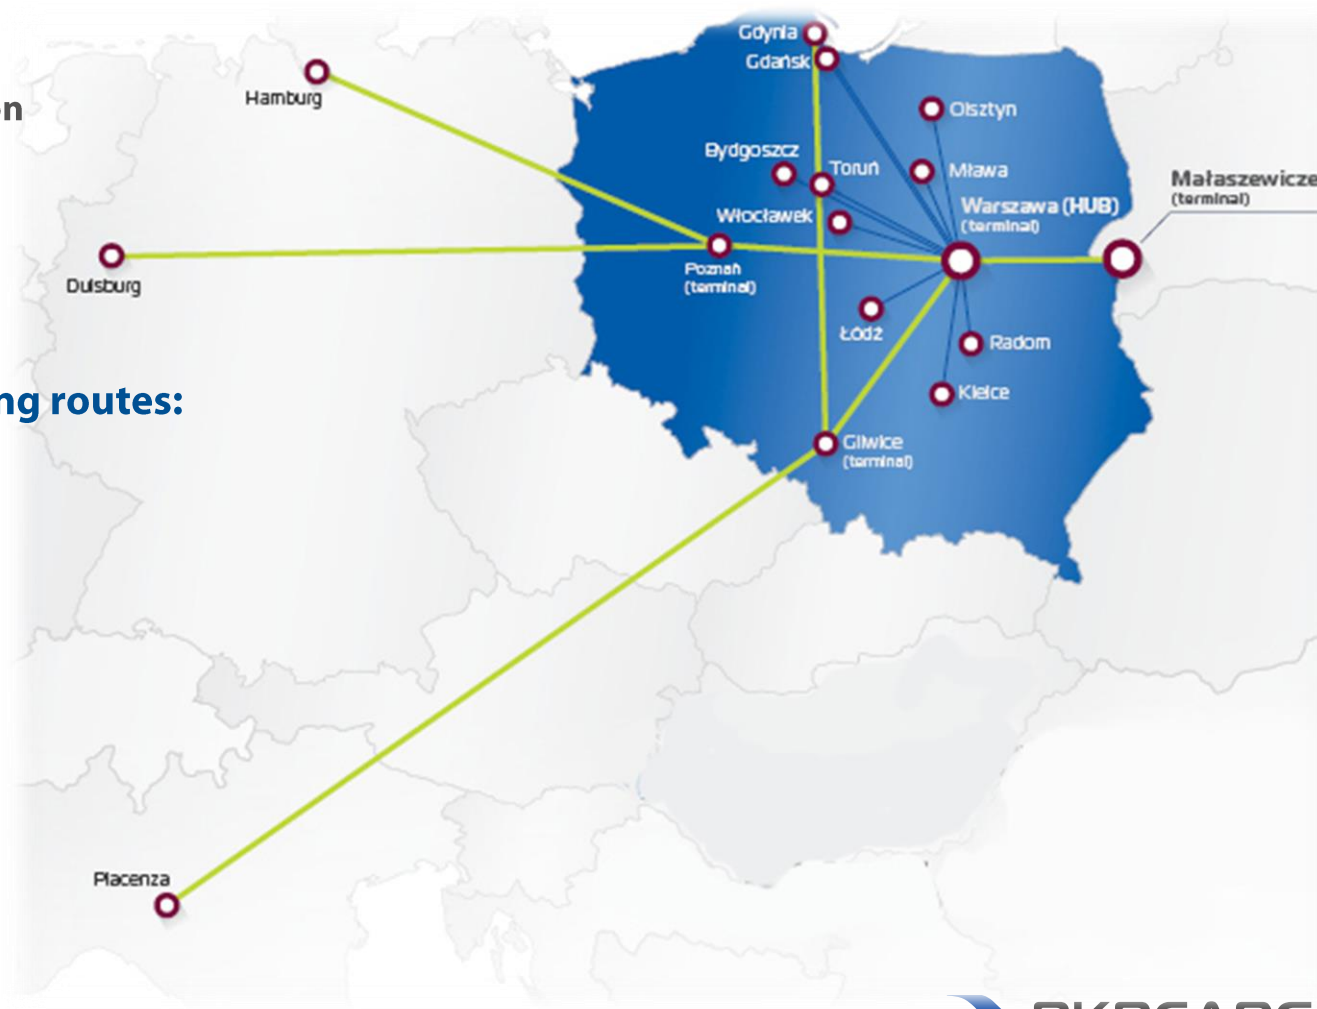 Gdynia
Gdańsk
Hamburg
on
Olsztyn
Bydgoszcz
Toruń
Mława
Małaszewicze
(terminal)
Włocławek
Warszawa (HUB)
(terminal)
Poznań
(terminal)
Duisburg
Łódź
Radom
Kielce
ng routes:
Gliwice
(terminal)
Piacenza